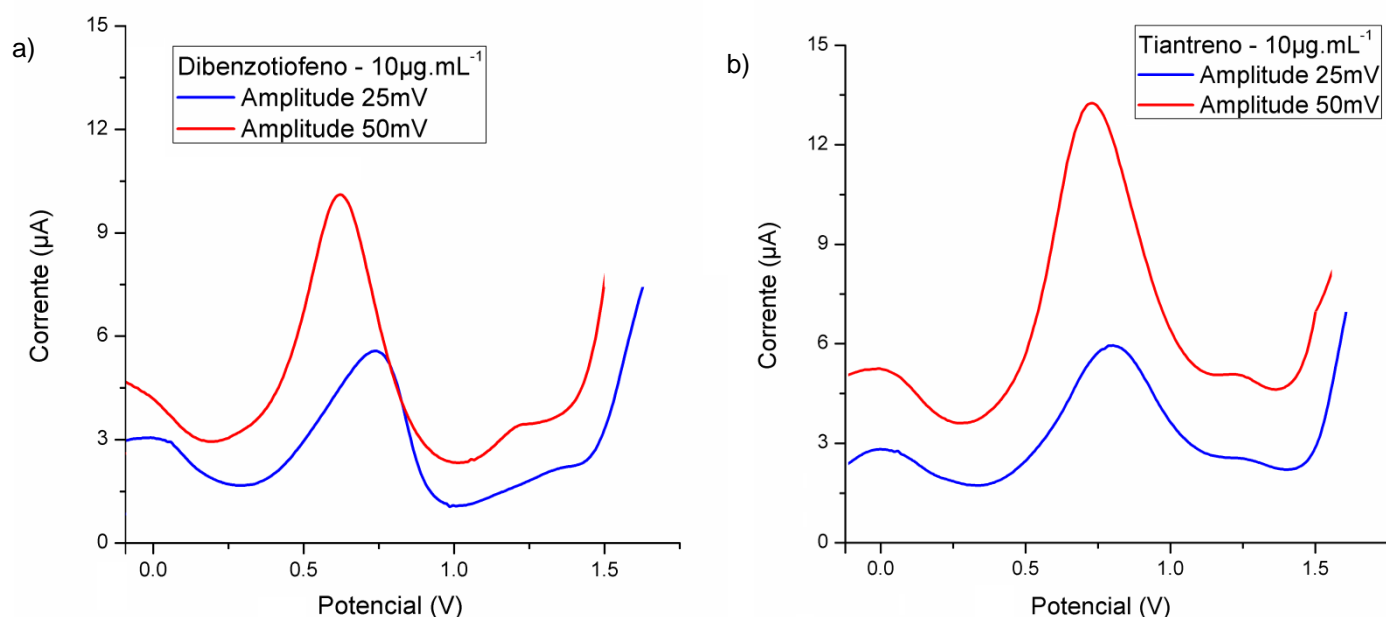 a)
Dibenzotiofeno - 10µg.mL⁻¹
Amplitude 25mV
Amplitude 50mV
15
12
9
6
3
0
Corrente (µA)
0.0 0.5 1.0 1.5
Potencial (V)
b)
Tiantreno - 10µg.mL⁻¹
Amplitude 25mV
Amplitude 50mV
15
12
9
6
3
0
Corrente (µA)
0.0 0.5 1.0 1.5
Potencial (V)